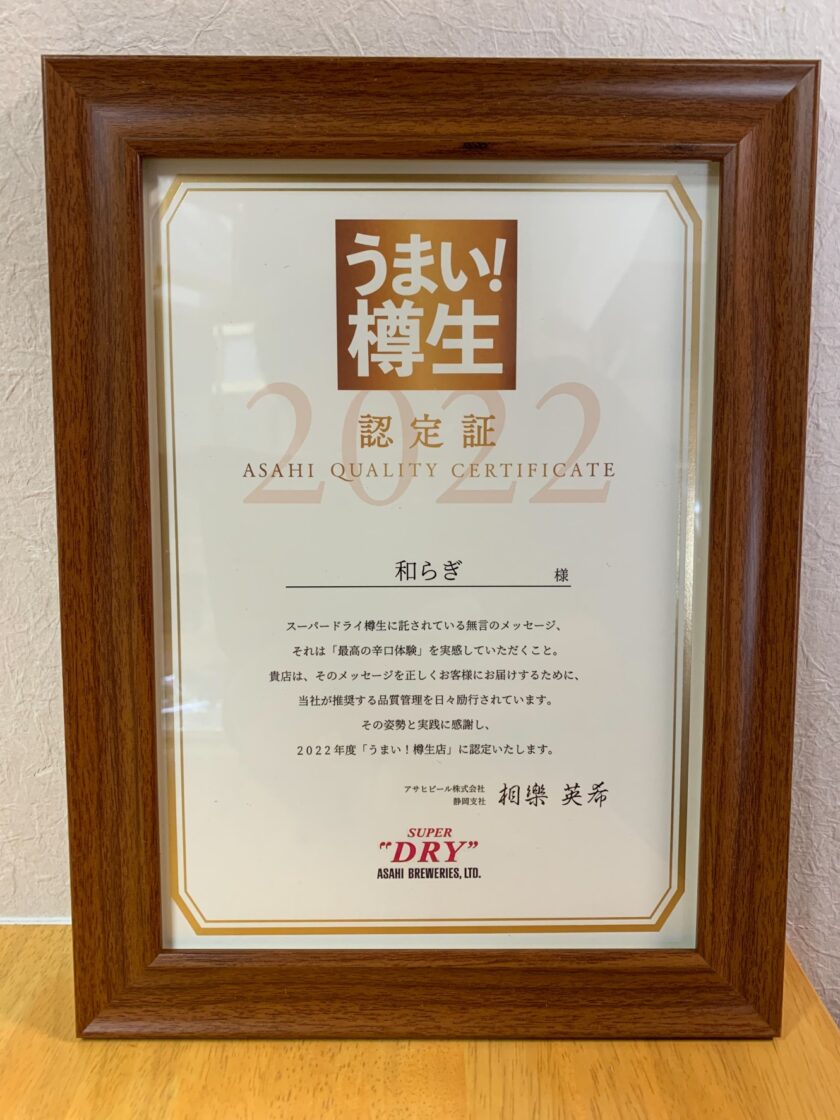 うまい!
樽生
2022
認定証
ASAHI QUALITY CERTIFICATE
和らぎ 様
スーパードライ樽生に託されている無言のメッセージ、
それは「最高の辛口体験」を実感していただくこと。
貴店は、そのメッセージを正しくお客様にお届けするために、
当社が推奨する品質管理を日々励行されています。
その姿勢と実践に感謝し、
2022年度「うまい！樽生店」に認定いたします。
アサヒビール株式会社
静岡支社 相樂 英希
SUPER
"DRY"
ASAHI BREWERIES, LTD.